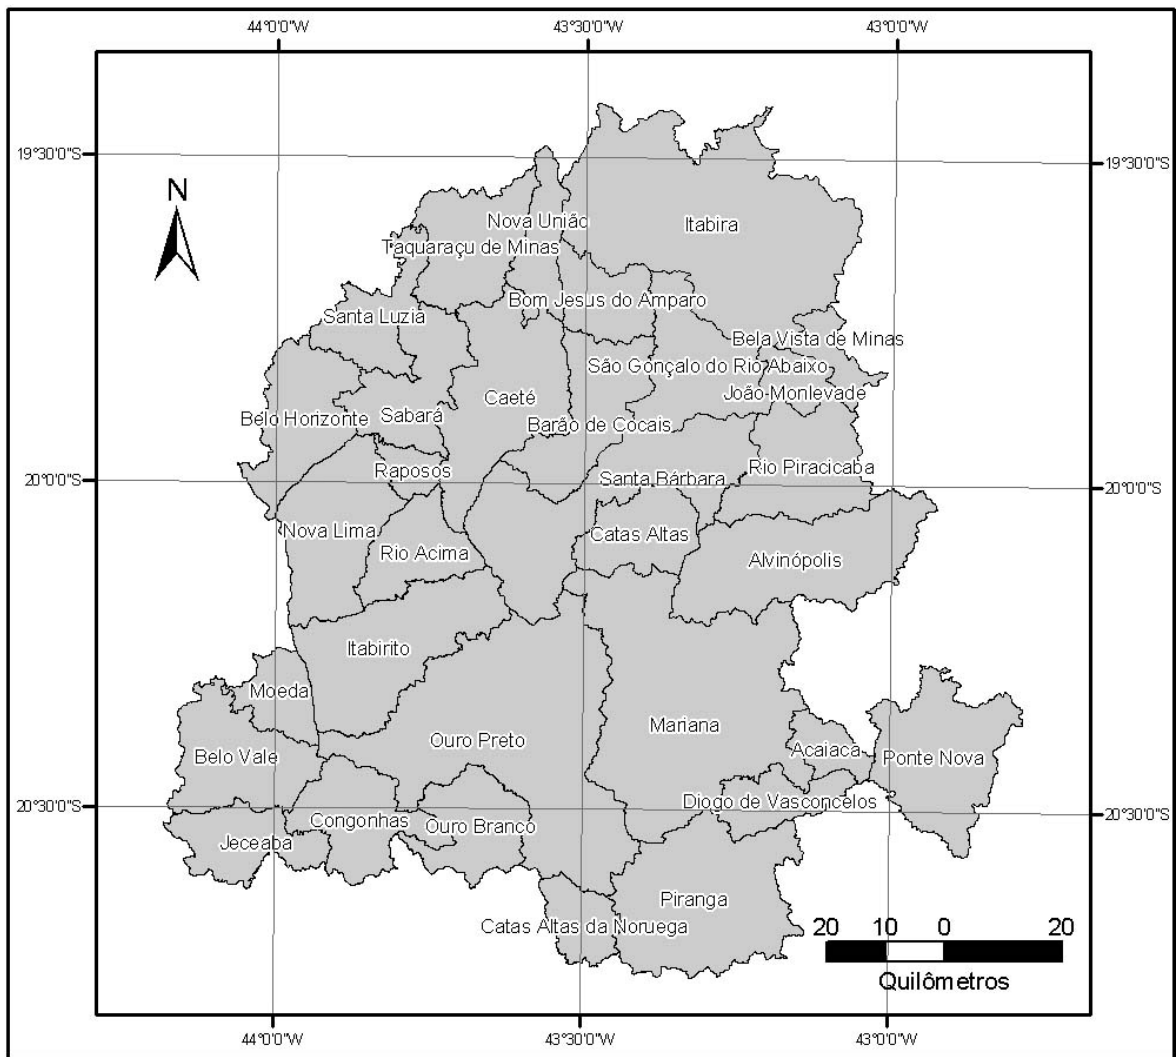 44°0'0"W
43°30'0"W
43°0'0"W
19°30'0"S
19°30'0"S
N
Nova União
Itabira
Taquaraçu de Minas
Bom Jesus do Amparo
Santa Luzia
Bela Vista de Minas
São Gonçalo do Rio Abaixo
João Monlevade
Caeté
Belo Horizonte
Sabará
Barão de Cocais
Raposos
Rio Piracicaba
Santa Bárbara
20°0'0"S
20°0'0"S
Nova Lima
Catas Altas
Rio Acima
Alvinópolis
Itabirito
Moeda
Mariana
Ouro Preto
Acaiaca
Belo Vale
Ponte Nova
Diogo de Vasconcelos
20°30'0"S
20°30'0"S
Congonhas
Ouro Branco
Jeceaba
Piranga
Catas Altas da Noruega
20 10 0 20
Quilômetros
44°0'0"W
43°30'0"W
43°0'0"W